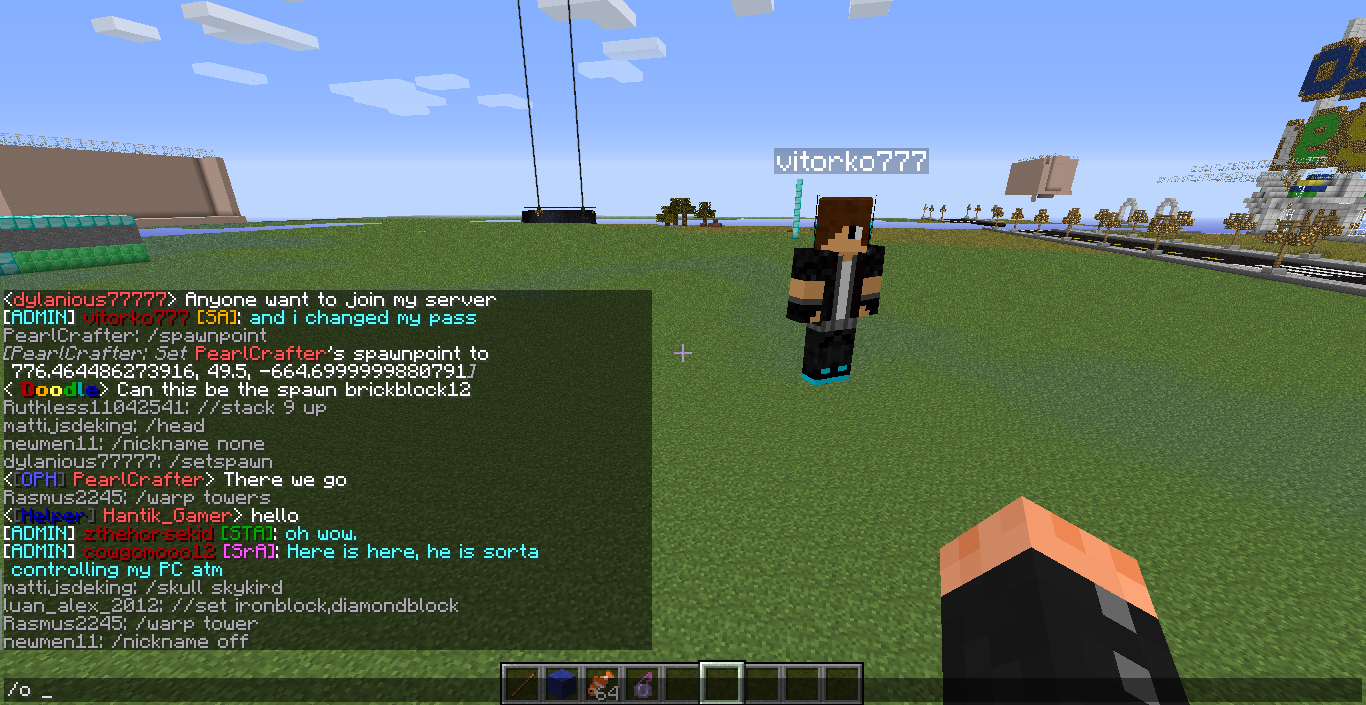 vitorko777
<dylanious77777> Anyone want to join my server
[ADMIN] vitorko777 [SA]: and i changed my pass
PearlCrafter: /spawnpoint
[PearlCrafter: Set PearlCrafter's spawnpoint to
776.464486273916, 49.5, -664.69999999880791]
< Doodle> Can this be the spawn brickblock12
Ruthless11042541: //stack 9 up
mattijsdeking: /head
newmen11: /nickname none
dylanious77777: /setspawn
<[OPH] PearlCrafter> There we go
Rasmus2245: /warp towers
<[Helper] Hantik_Gamer> hello
[ADMIN] zthehorsekid [STA]: oh wow.
[ADMIN] cowgomooo12 [SrA]: Here is here, he is sorta
controlling my PC atm
mattijsdeking: /skull skykird
luan_alex_2012: //set ironblock,diamondblock
Rasmus2245: /warp tower
newmen11: /nickname off
64
/o _